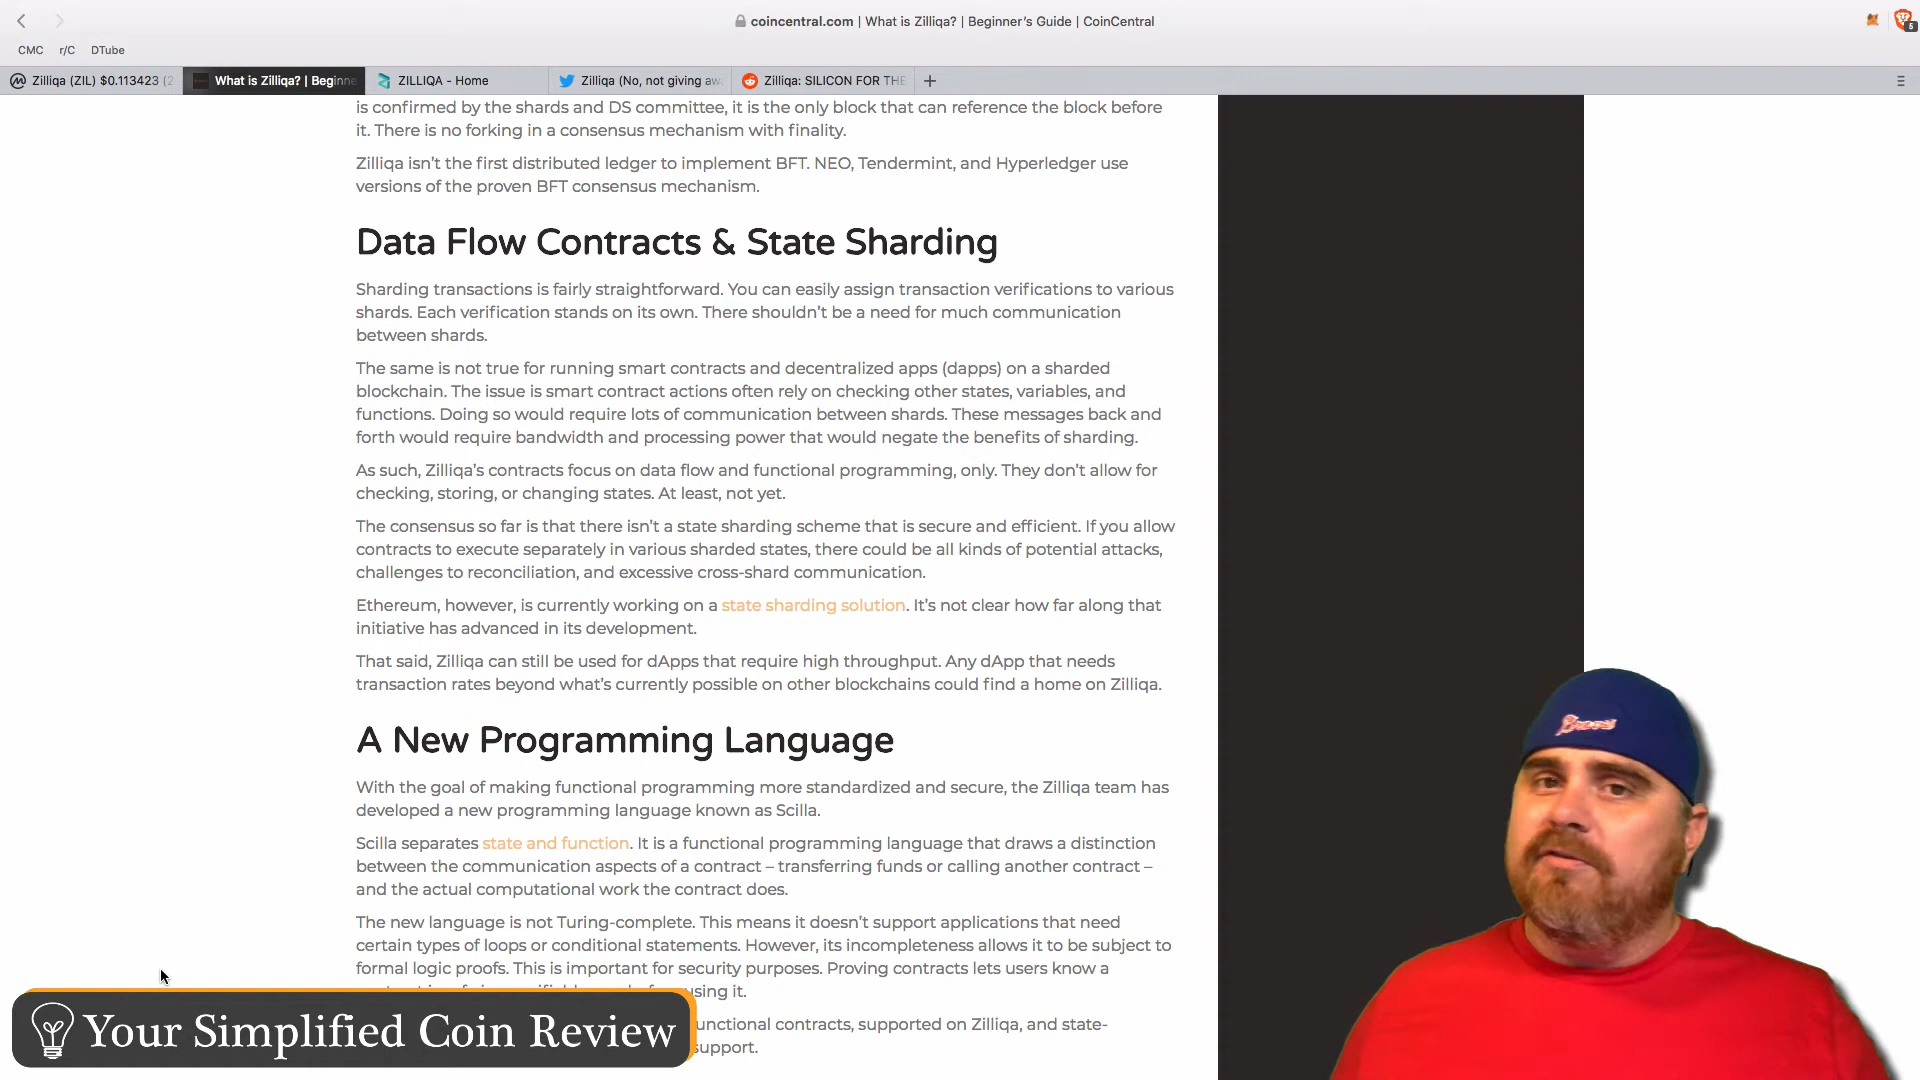 coincentral.com | What is Zilliqa? | Beginner's Guide | CoinCentral
5
CMC r/C DTube
Zilliqa (ZIL) $0.113423 (2
What is Zilliqa? | Beginne
ZILLIQA - Home
Zilliqa (No, not giving aw
Zilliqa: SILICON FOR THE
is confirmed by the shards and DS committee, it is the only block that can reference the block before
it. There is no forking in a consensus mechanism with finality.
Zilliqa isn't the first distributed ledger to implement BFT. NEO, Tendermint, and Hyperledger use
versions of the proven BFT consensus mechanism.
Data Flow Contracts & State Sharding
Sharding transactions is fairly straightforward. You can easily assign transaction verifications to various
shards. Each verification stands on its own. There shouldn't be a need for much communication
between shards.
The same is not true for running smart contracts and decentralized apps (dapps) on a sharded
blockchain. The issue is smart contract actions often rely on checking other states, variables, and
functions. Doing so would require lots of communication between shards. These messages back and
forth would require bandwidth and processing power that would negate the benefits of sharding.
As such, Zilliqa's contracts focus on data flow and functional programming, only. They don't allow for
checking, storing, or changing states. At least, not yet.
The consensus so far is that there isn't a state sharding scheme that is secure and efficient. If you allow
contracts to execute separately in various sharded states, there could be all kinds of potential attacks,
challenges to reconciliation, and excessive cross-shard communication.
Ethereum, however, is currently working on a state sharding solution. It's not clear how far along that
initiative has advanced in its development.
That said, Zilliqa can still be used for dApps that require high throughput. Any dApp that needs
transaction rates beyond what's currently possible on other blockchains could find a home on Zilliqa.
A New Programming Language
With the goal of making functional programming more standardized and secure, the Zilliqa team has
developed a new programming language known as Scilla.
Scilla separates state and function. It is a functional programming language that draws a distinction
between the communication aspects of a contract – transferring funds or calling another contract –
and the actual computational work the contract does.
The new language is not Turing-complete. This means it doesn't support applications that need
certain types of loops or conditional statements. However, its incompleteness allows it to be subject to
formal logic proofs. This is important for security purposes. Proving contracts lets users know a
using it.
unctional contracts, supported on Zilliqa, and state-
support.
Your Simplified Coin Review